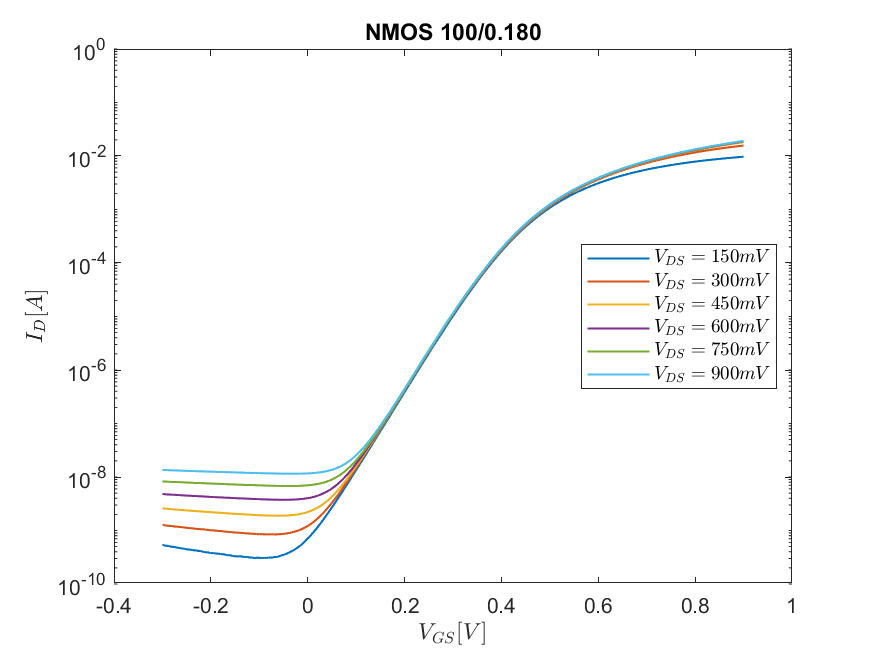 NMOS 100/0.180
10^0
10^-2
10^-4
10^-6
10^-8
10^-10
I_D[A]
V_DS = 150mV
V_DS = 300mV
V_DS = 450mV
V_DS = 600mV
V_DS = 750mV
V_DS = 900mV
-0.4 -0.2 0 0.2 0.4 0.6 0.8 1
V_GS[V]